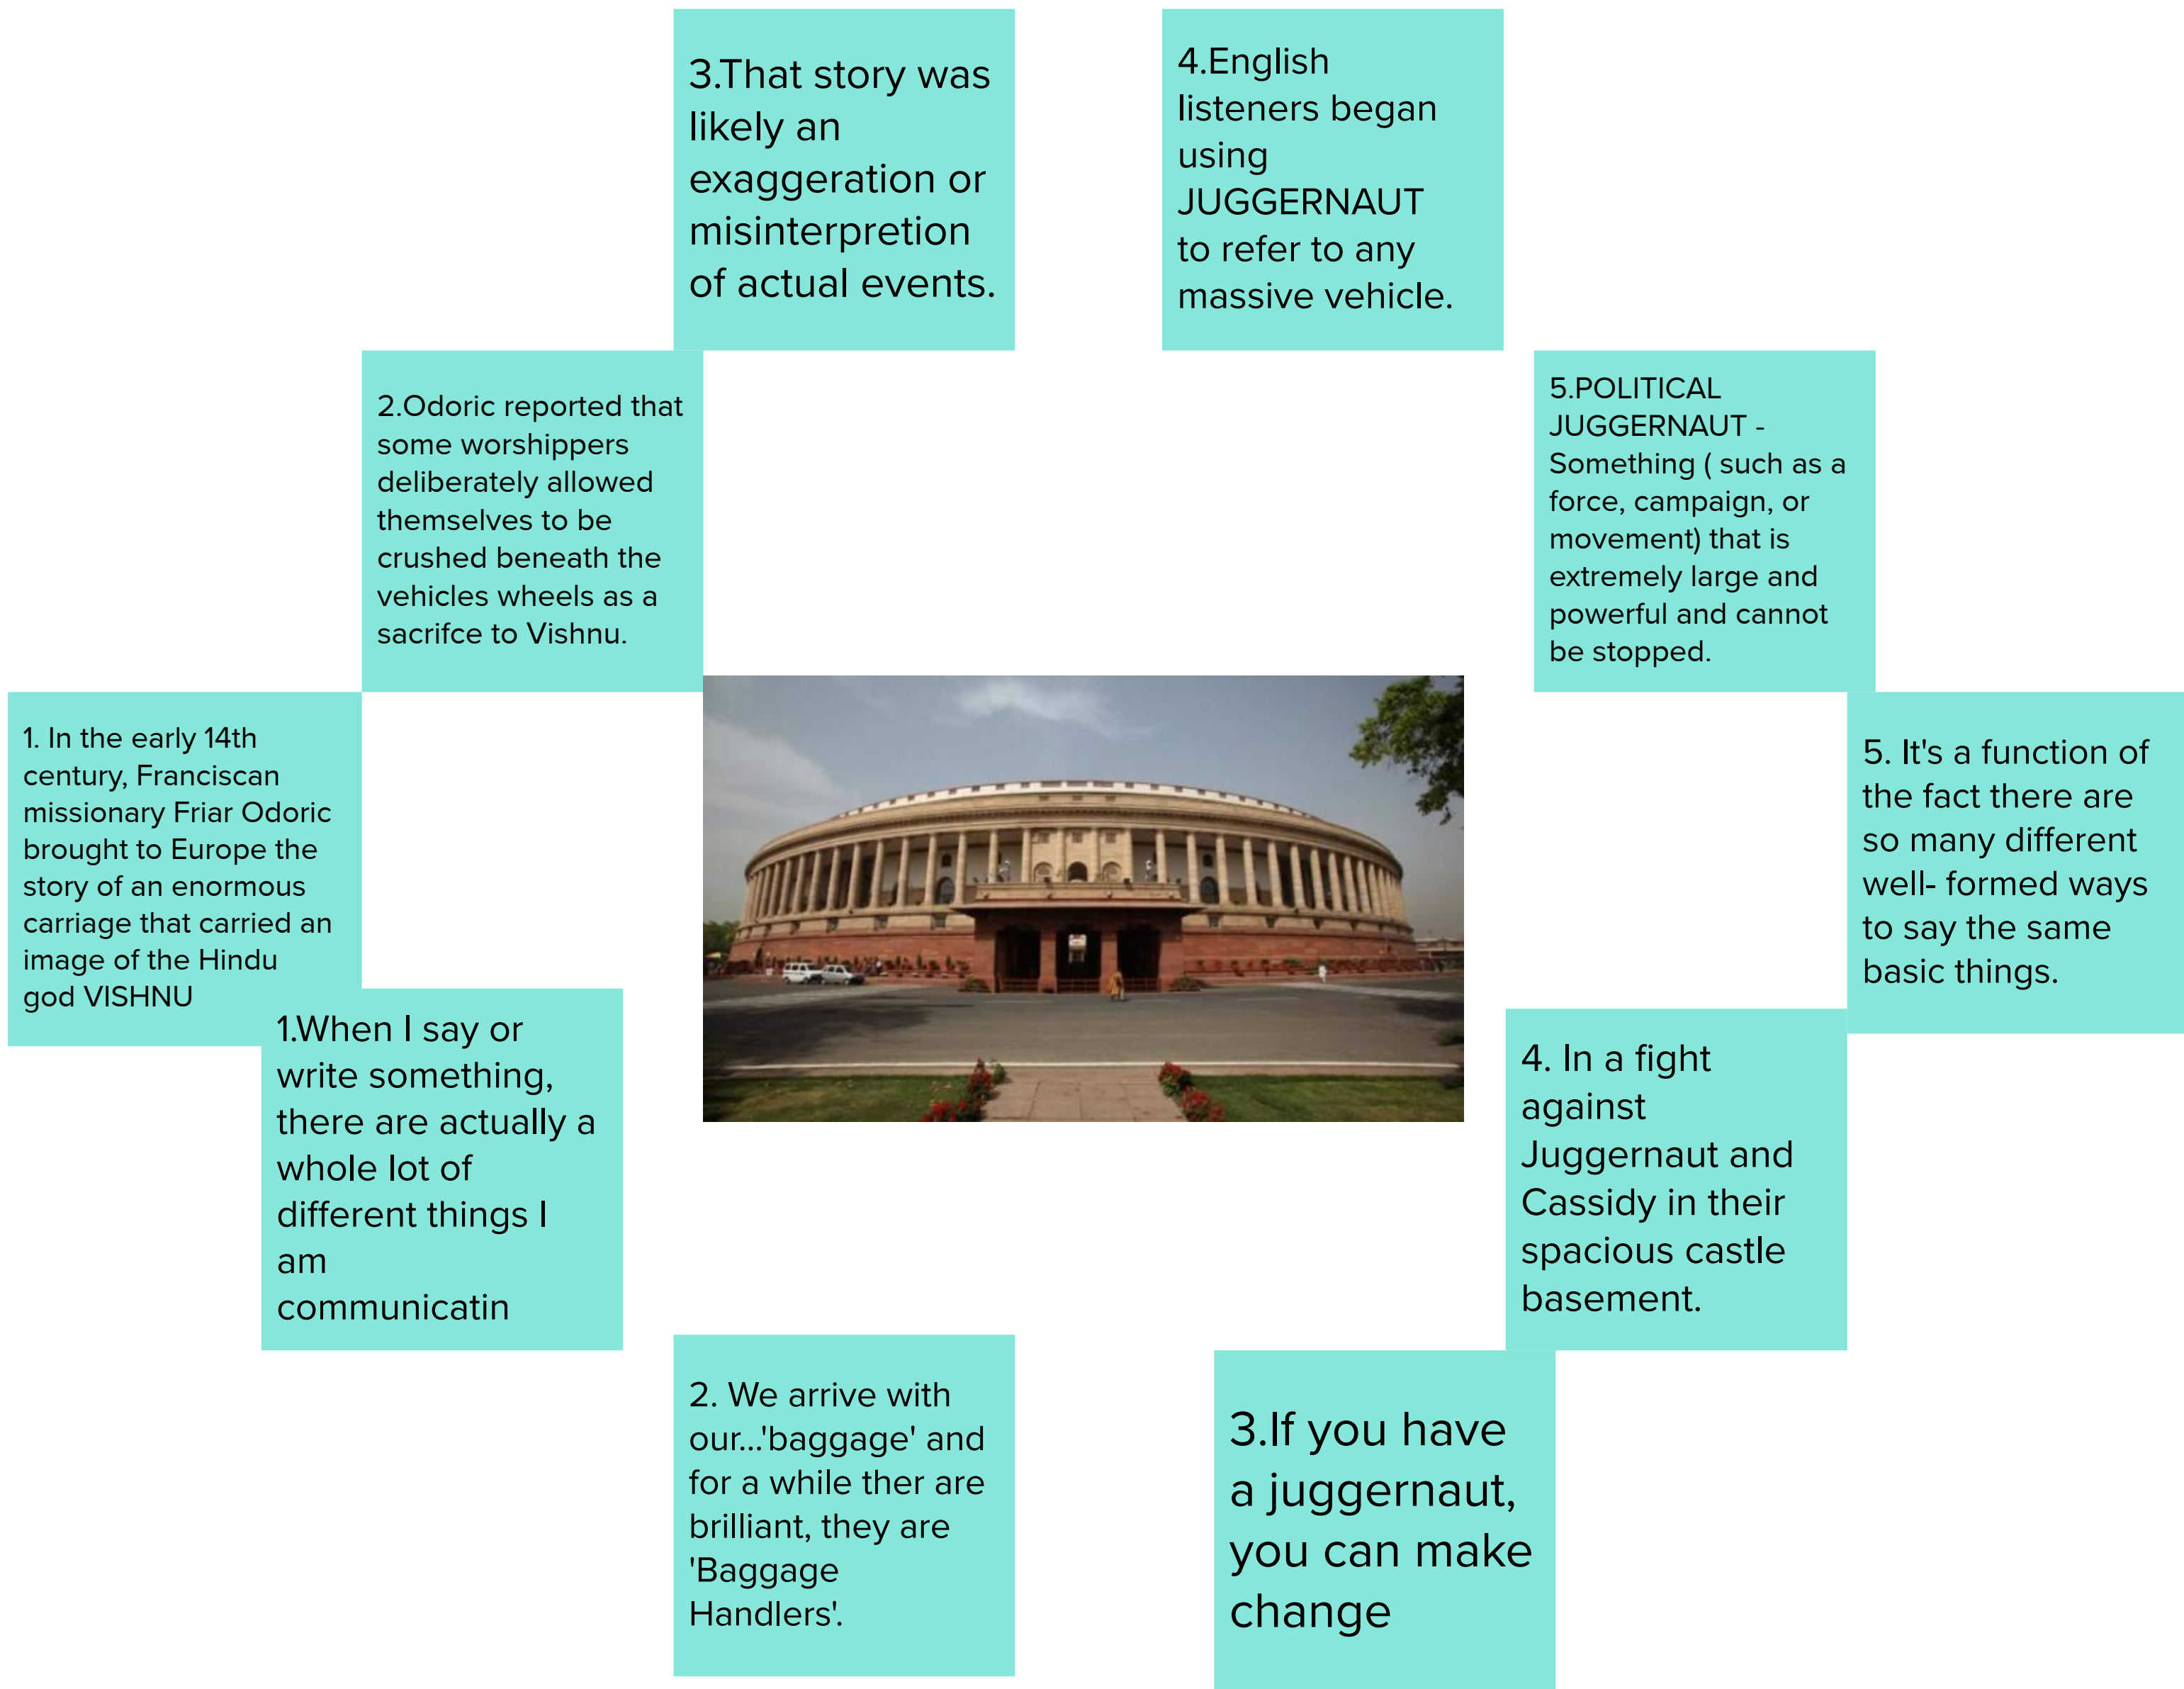 3.That story was
likely an
exaggeration or
misinterpretion
of actual events.
4.English
listeners began
using
JUGGERNAUT
to refer to any
massive vehicle.
2.Odoric reported that
some worshippers
deliberately allowed
themselves to be
crushed beneath the
vehicles wheels as a
sacrifce to Vishnu.
5.POLITICAL
JUGGERNAUT -
Something ( such as a
force, campaign, or
movement) that is
extremely large and
powerful and cannot
be stopped.
1. In the early 14th
century, Franciscan
missionary Friar Odoric
brought to Europe the
story of an enormous
carriage that carried an
image of the Hindu
god VISHNU
5. It's a function of
the fact there are
so many different
well- formed ways
to say the same
basic things.
1.When I say or
write something,
there are actually a
whole lot of
different things I
am
communicatin
4. In a fight
against
Juggernaut and
Cassidy in their
spacious castle
basement.
2. We arrive with
our...'baggage' and
for a while ther are
brilliant, they are
'Baggage
Handlers'.
3.If you have
a juggernaut,
you can make
change